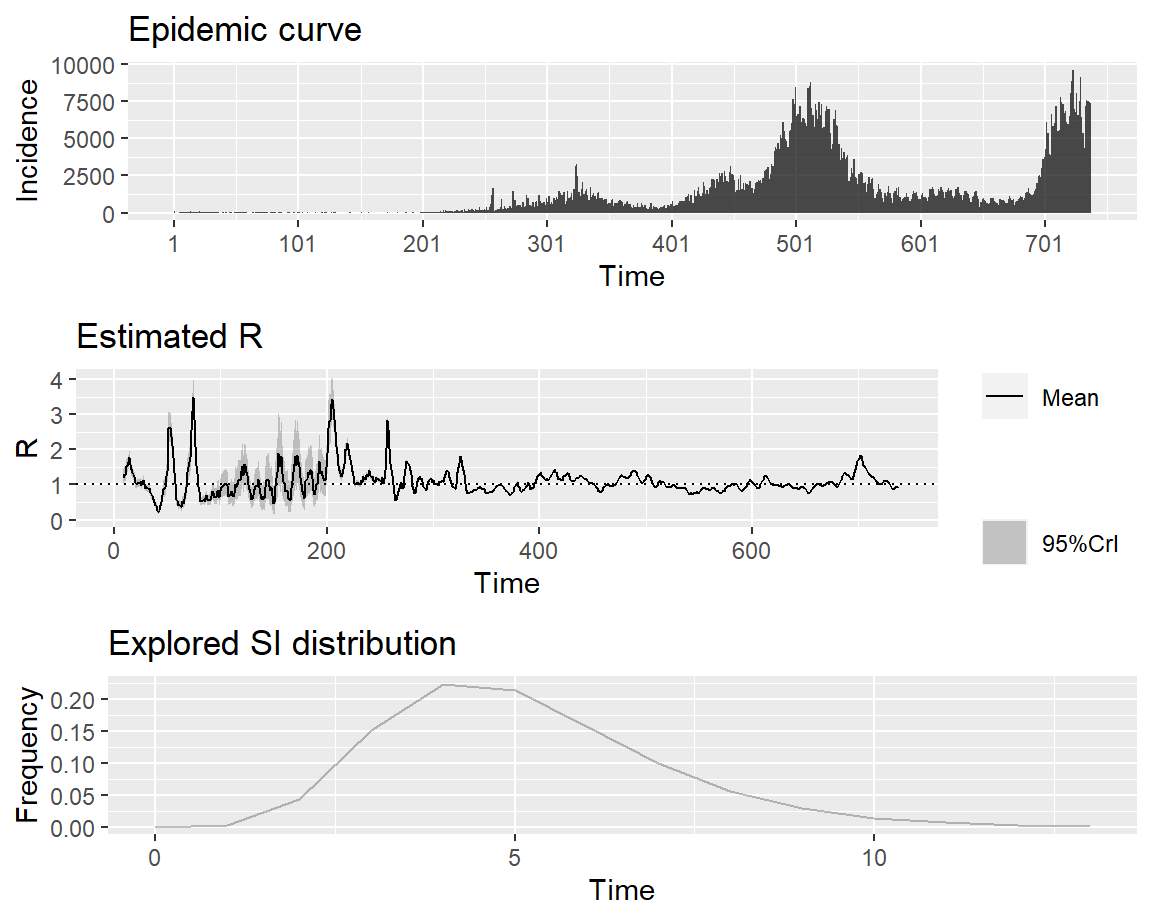 Epidemic curve
Incidence
10000
7500
5000
2500
0
1 101 201 301 401 501 601 701
Time
Estimated R
R
4
3
2
1
0
0 200 400 600
Time
Mean
95%CrI
Explored SI distribution
Frequency
0.20
0.15
0.10
0.05
0.00
0 5 10
Time